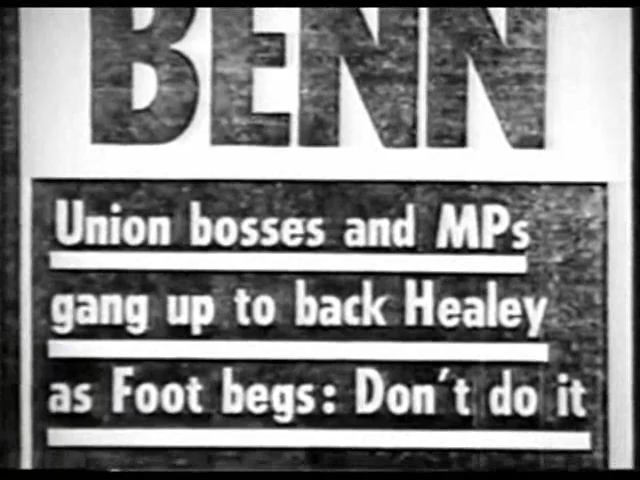 BENN
Union bosses and MPs
gang up to back Healey
as Foot begs: Don't do it